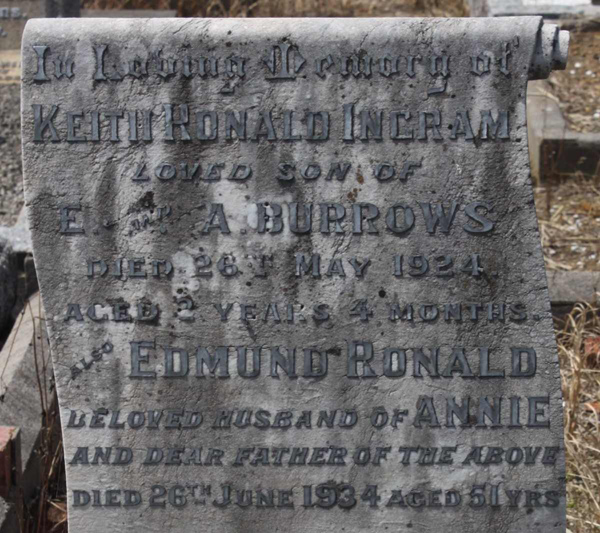 In Loving Memory of
KEITH RONALD INGRAM
LOVED SON OF
E. AND A. BURROWS
DIED 26TH MAY 1924.
AGED 2 YEARS 4 MONTHS.
ALSO EDMUND RONALD
BELOVED HUSBAND OF ANNIE
AND DEAR FATHER OF THE ABOVE
DIED 26TH JUNE 1934 AGED 51 YRS